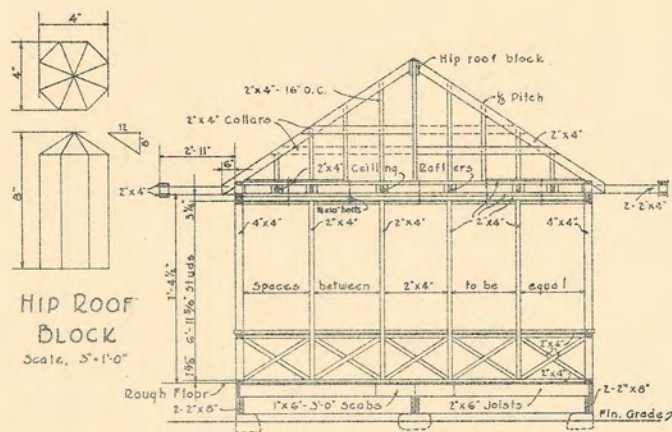 4"
4"
8"
12
8"
2'-11"
6"
HIP ROOF
BLOCK
Scale, 3"=1'-0"
Hip roof block
2"x4"-16"O.C.
1/3 Pitch
2"x4" Collars
2"x4"
2"x4" Ceiling Rafters
2"x4"
2-2"x4"
4"x4"
2"x4"
2"x4"
2"x4"
4"x4"
3 3/4
7'-4 1/2"
6'-11 5/8" Studs
1 5/8
Spaces between 2"x4" to be equal
2"x4"
2"x4"
Rough Floor
2-2"x8"
1"x6"-3'-0" Scabs
2"x6" Joists
2-2"x8"
Fin. Grade